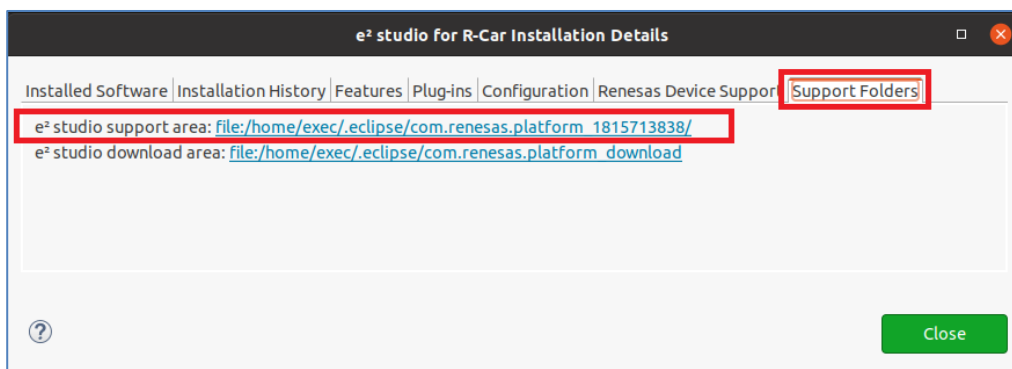 e² studio for R-Car Installation Details
Installed Software Installation History Features Plug-ins Configuration Renesas Device Support Support Folders
e² studio support area: file:/home/exec/.eclipse/com.renesas.platform_1815713838/
e² studio download area: file:/home/exec/.eclipse/com.renesas.platform_download
?
Close